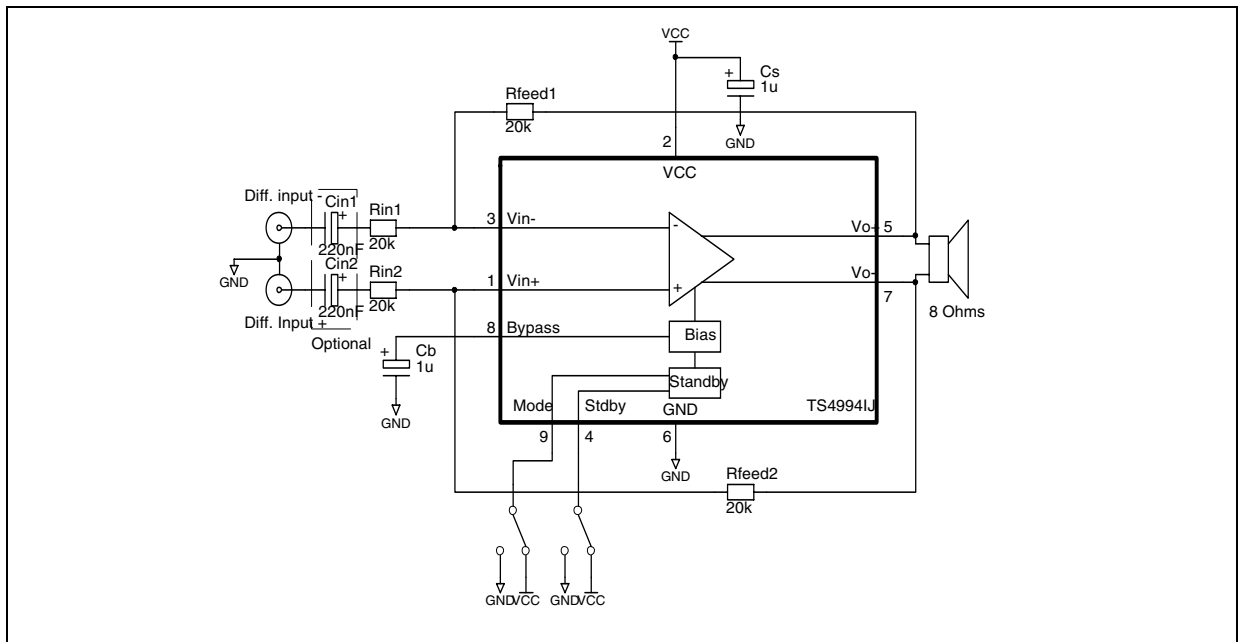 VCC
+
Cs
1u
GND
Rfeed1
20k
2
VCC
Diff. input -
Cin1
+
220nF
Rin1
20k
3
Vin-
-
Vo+
5
GND
Cin2
+
220nF
Rin2
20k
1
Vin+
+
Vo-
7
8 Ohms
Diff. Input +
Optional
8
Bypass
Bias
+
Cb
1u
GND
Standby
Mode
Stdby
GND
TS4994IJ
9
4
6
GND
Rfeed2
20k
GND
VCC
GND
VCC